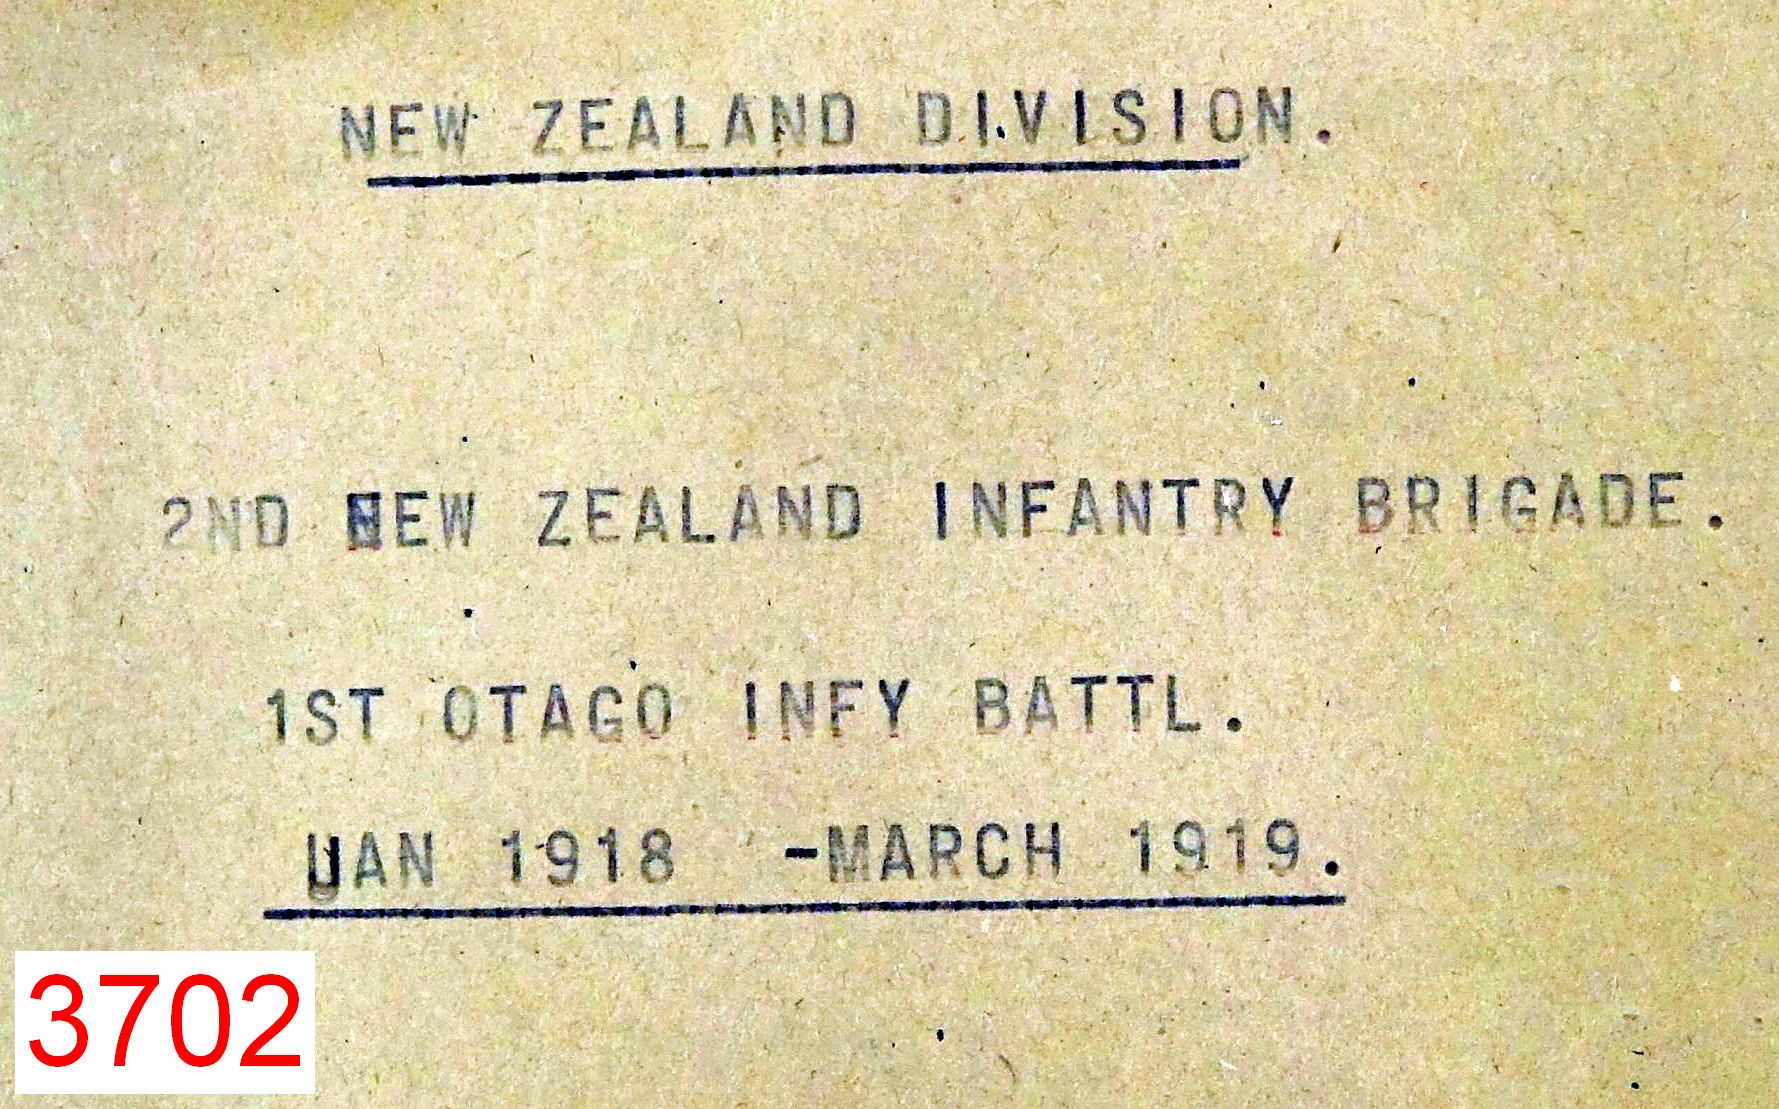 NEW ZEALAND DIVISION.
2ND NEW ZEALAND INFANTRY BRIGADE.
1ST OTAGO INFY BATTL.
JAN 1918 -MARCH 1919.
3702